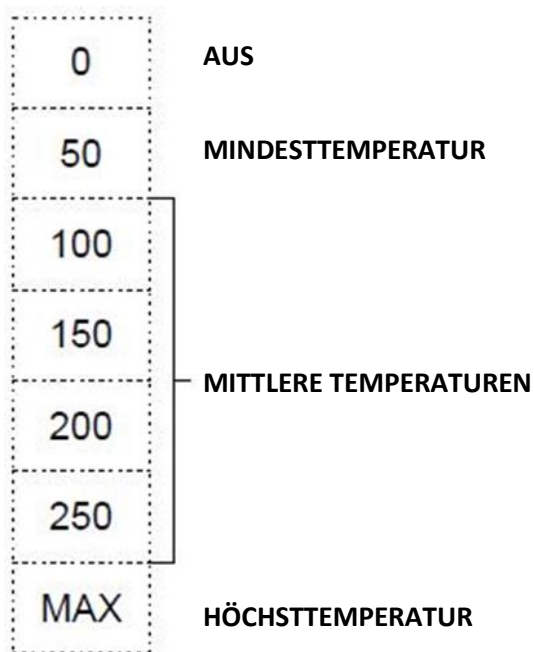 0 AUS
50 MINDESTTEMPERATUR
100
150
MITTLERE TEMPERATUREN
200
250
MAX HÖCHSTTEMPERATUR